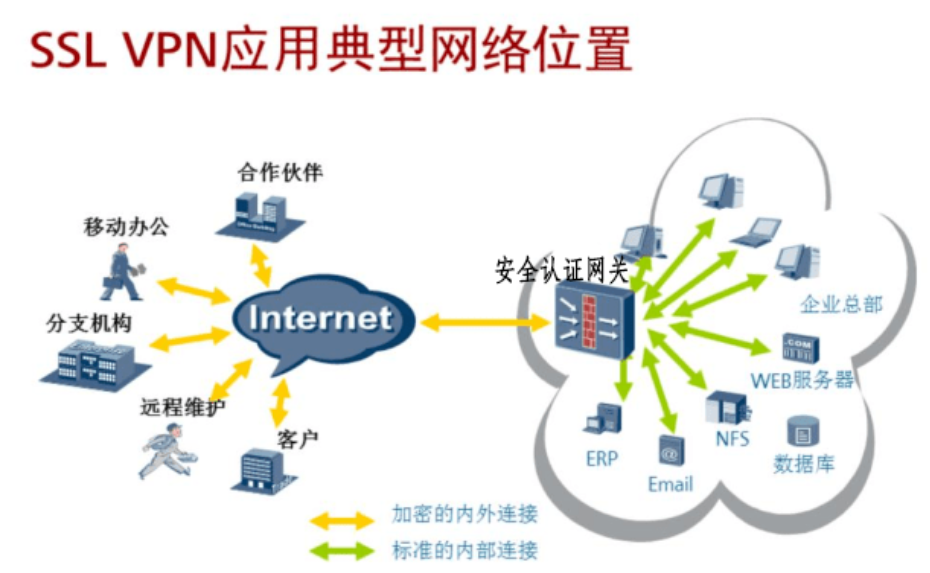 SSL VPN应用典型网络位置
合作伙伴
移动办公
安全认证网关
企业总部
Internet
分支机构
.COM
WEB服务器
远程维护
客户
NFS
ERP
数据库
@
Email
加密的内外连接
标准的内部连接